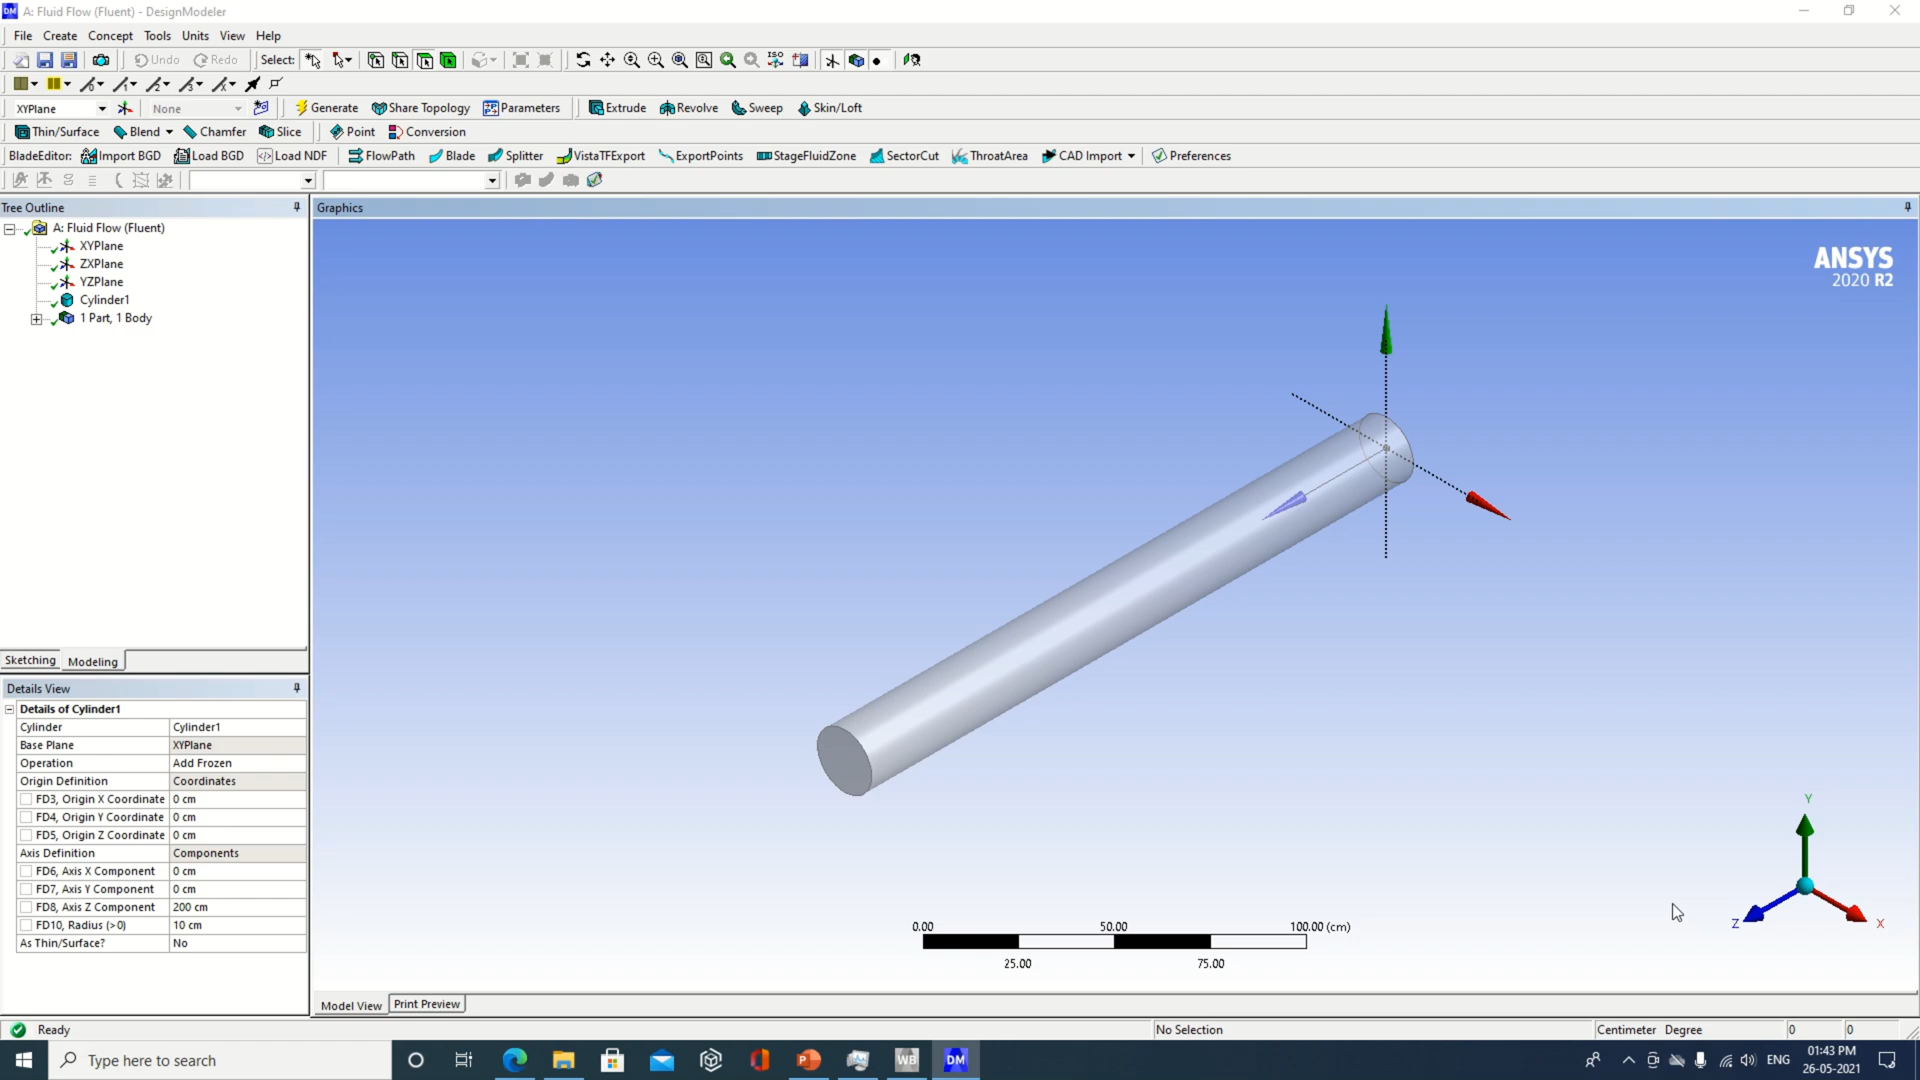 A: Fluid Flow (Fluent) - DesignModeler
File Create Concept Tools Units View Help
Undo Redo Select: ISO
XYPlane None Generate Share Topology Parameters Extrude Revolve Sweep Skin/Loft
Thin/Surface Blend Chamfer Slice Point Conversion
BladeEditor: Import BGD Load BGD Load NDF FlowPath Blade Splitter VistaTFExport ExportPoints StageFluidZone SectorCut ThroatArea CAD Import Preferences
Tree Outline
A: Fluid Flow (Fluent)
XYPlane
ZXPlane
YZPlane
Cylinder1
1 Part, 1 Body
Sketching Modeling
Details View
Details of Cylinder1
Cylinder Cylinder1
Base Plane XYPlane
Operation Add Frozen
Origin Definition Coordinates
FD3, Origin X Coordinate 0 cm
FD4, Origin Y Coordinate 0 cm
FD5, Origin Z Coordinate 0 cm
Axis Definition Components
FD6, Axis X Component 0 cm
FD7, Axis Y Component 0 cm
FD8, Axis Z Component 200 cm
FD10, Radius (>0) 10 cm
As Thin/Surface? No
Graphics
ANSYS
2020 R2
Y
Z X
0.00 50.00 100.00 (cm)
25.00 75.00
Model View Print Preview
Ready No Selection Centimeter Degree 0 0
Type here to search
WB DM
ENG
01:43 PM
26-05-2021